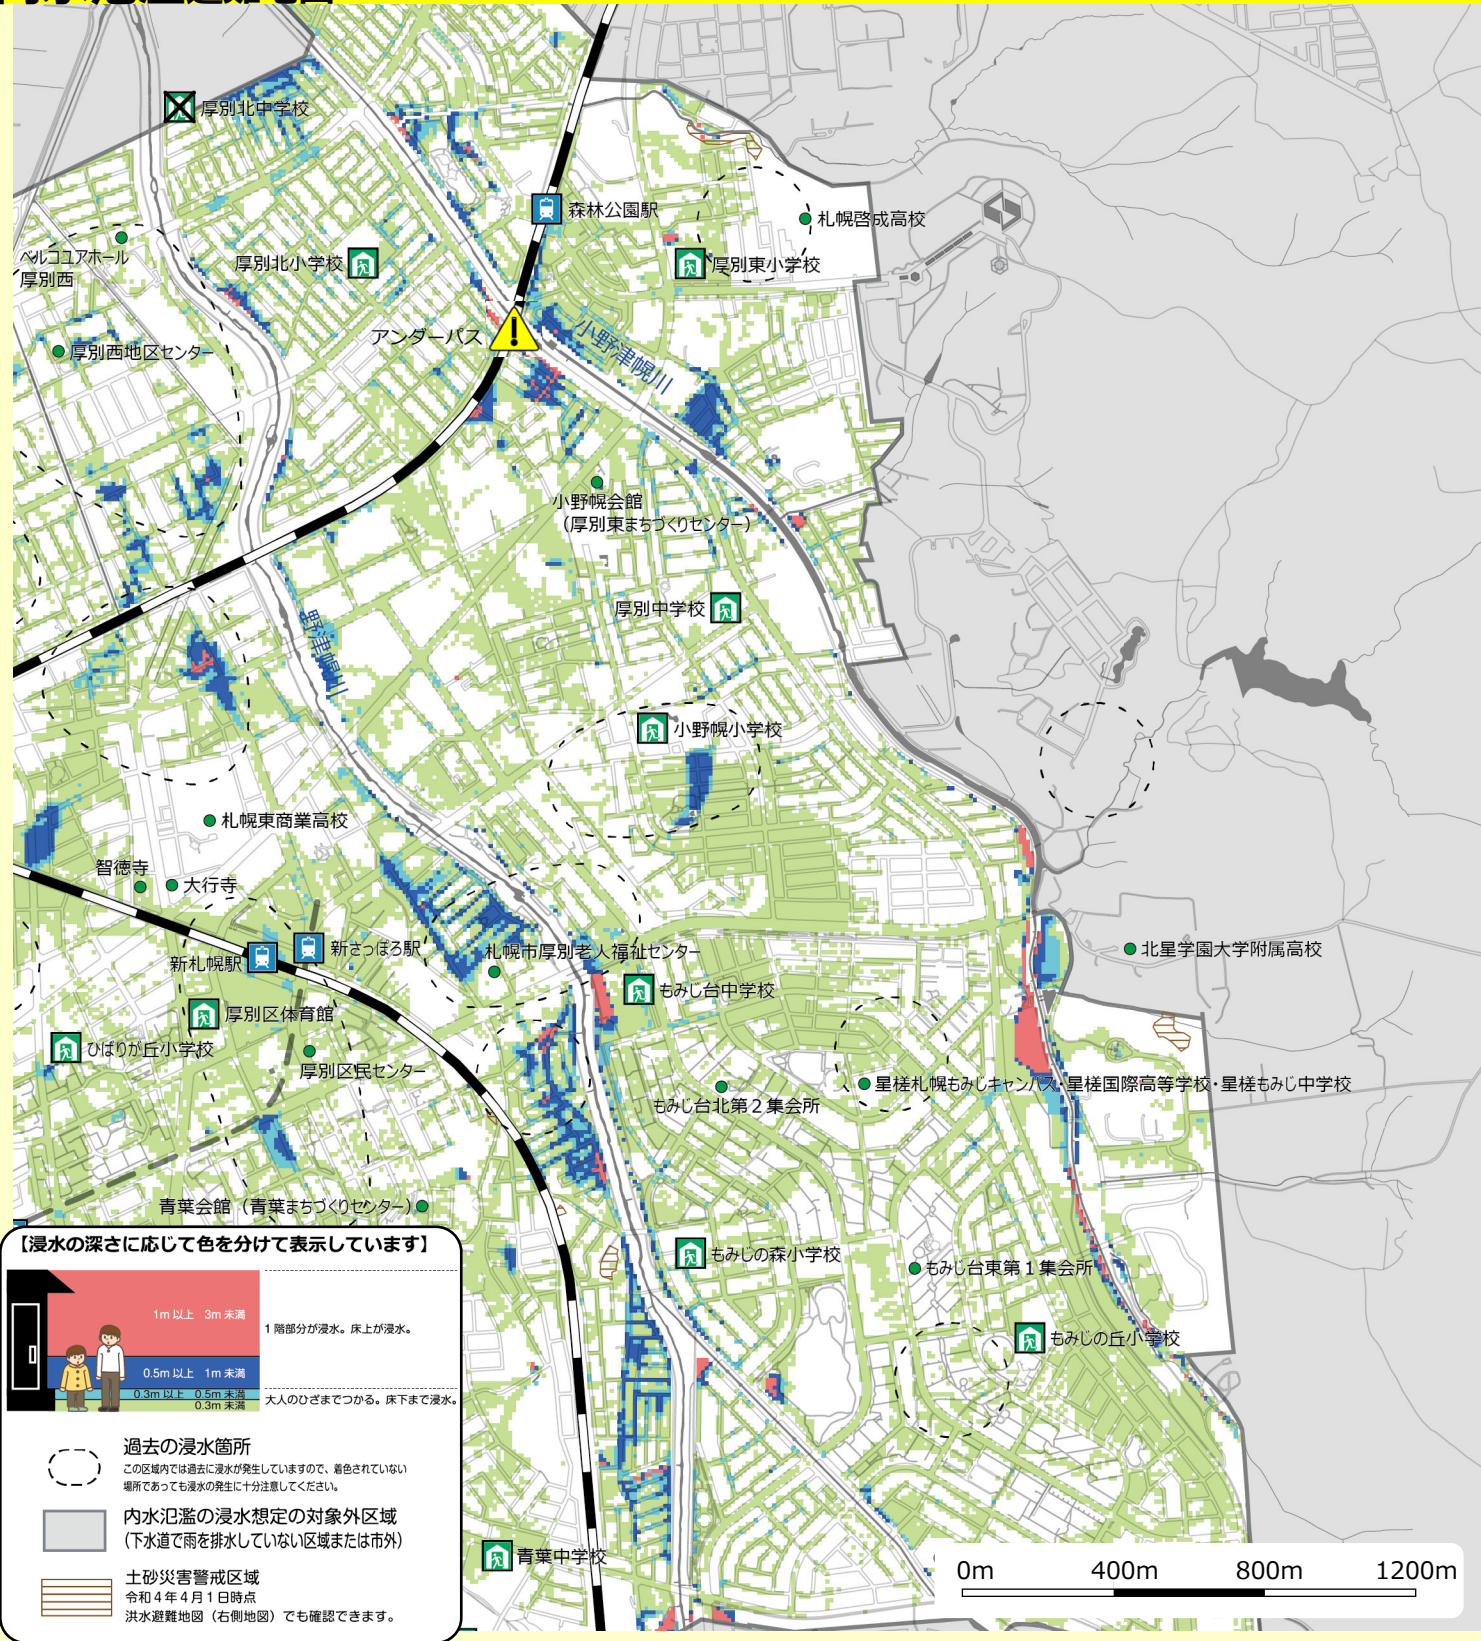 厚別北中学校
森林公園駅
札幌啓成高校
ベルコユアホール
厚別西
厚別北小学校
厚別東小学校
アンダーパス
小野津幌川
厚別西地区センター
小野幌会館
(厚別東まちづくりセンター)
厚別中学校
野津幌川
小野幌小学校
札幌東商業高校
智徳寺
大行寺
新さっぽろ駅
新札幌駅
札幌市厚別老人福祉センター
北星学園大学附属高校
もみじ台中学校
厚別区体育館
ひばりが丘小学校
厚別区民センター
星槎札幌もみじキャンパス・星槎国際高等学校・星槎もみじ中学校
もみじ台北第2集会所
青葉会館(青葉まちづくりセンター)
もみじの森小学校
もみじ台東第1集会所
もみじの丘小学校
青葉中学校
【浸水の深さに応じて色を分けて表示しています】
1m 以上 3m 未満
1階部分が浸水。床上が浸水。
0.5m 以上 1m 未満
0.3m 以上 0.5m 未満
0.3m 未満
大人のひざまでつかる。床下まで浸水。
過去の浸水箇所
この区域内では過去に浸水が発生していますので、着色されていない
場所であっても浸水の発生に十分注意してください。
内水氾濫の浸水想定の対象外区域
(下水道で雨を排水していない区域または市外)
土砂災害警戒区域
令和4年4月1日時点
洪水避難地図(右側地図)でも確認できます。
0m 400m 800m 1200m